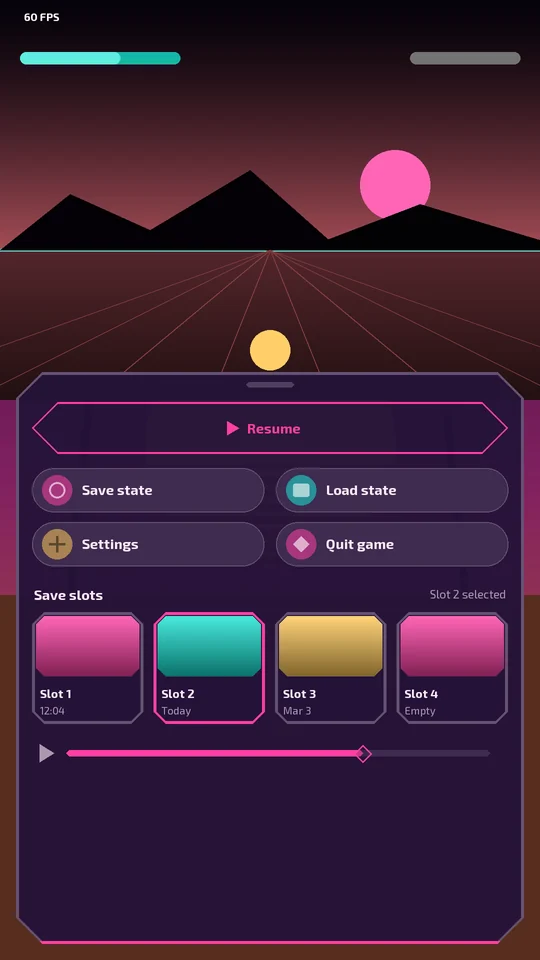 60 FPS
Resume
Save state
Load state
Settings
Quit game
Save slots
Slot 2 selected
Slot 1
12:04
Slot 2
Today
Slot 3
Mar 3
Slot 4
Empty